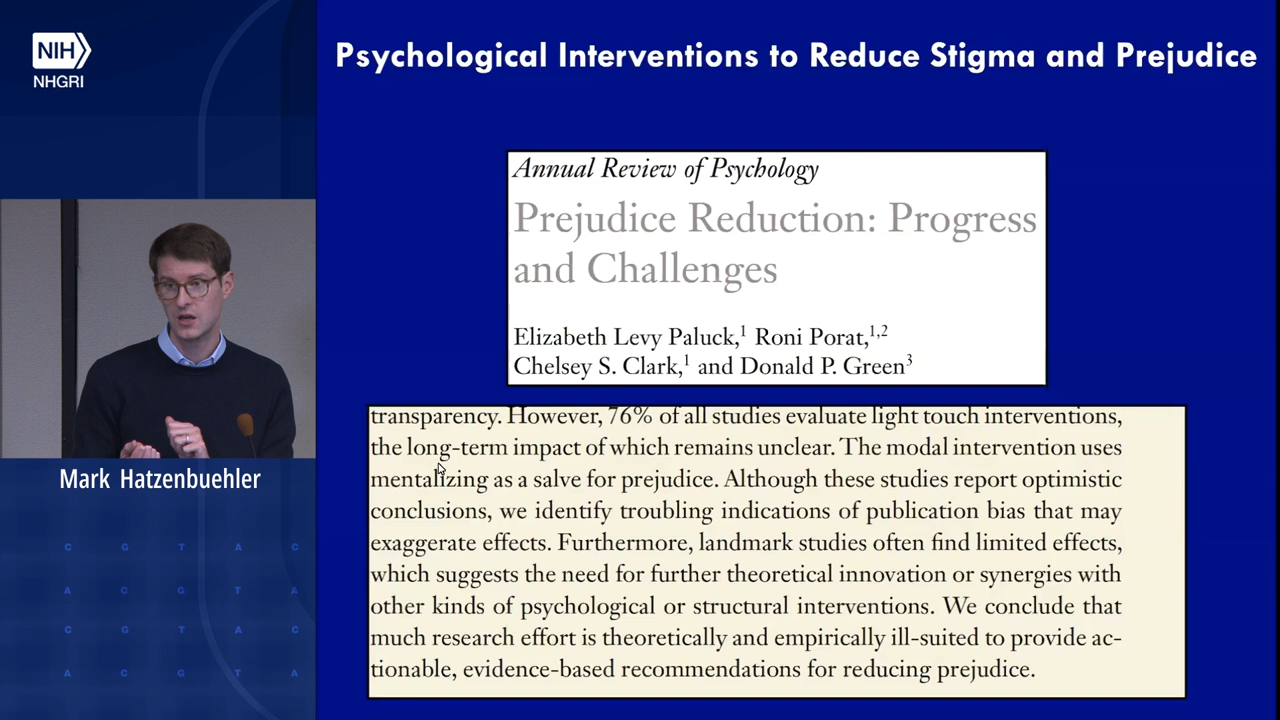 NIH
NHGRI
Psychological Interventions to Reduce Stigma and Prejudice
Annual Review of Psychology
Prejudice Reduction: Progress
and Challenges
Elizabeth Levy Paluck,¹ Roni Porat,¹,²
Chelsey S. Clark,¹ and Donald P. Green³
transparency. However, 76% of all studies evaluate light touch interventions,
the long-term impact of which remains unclear. The modal intervention uses
mentalizing as a salve for prejudice. Although these studies report optimistic
conclusions, we identify troubling indications of publication bias that may
exaggerate effects. Furthermore, landmark studies often find limited effects,
which suggests the need for further theoretical innovation or synergies with
other kinds of psychological or structural interventions. We conclude that
much research effort is theoretically and empirically ill-suited to provide ac-
tionable, evidence-based recommendations for reducing prejudice.
Mark Hatzenbuehler
C G T A C
A C G T A
C G T A C
A C G T A